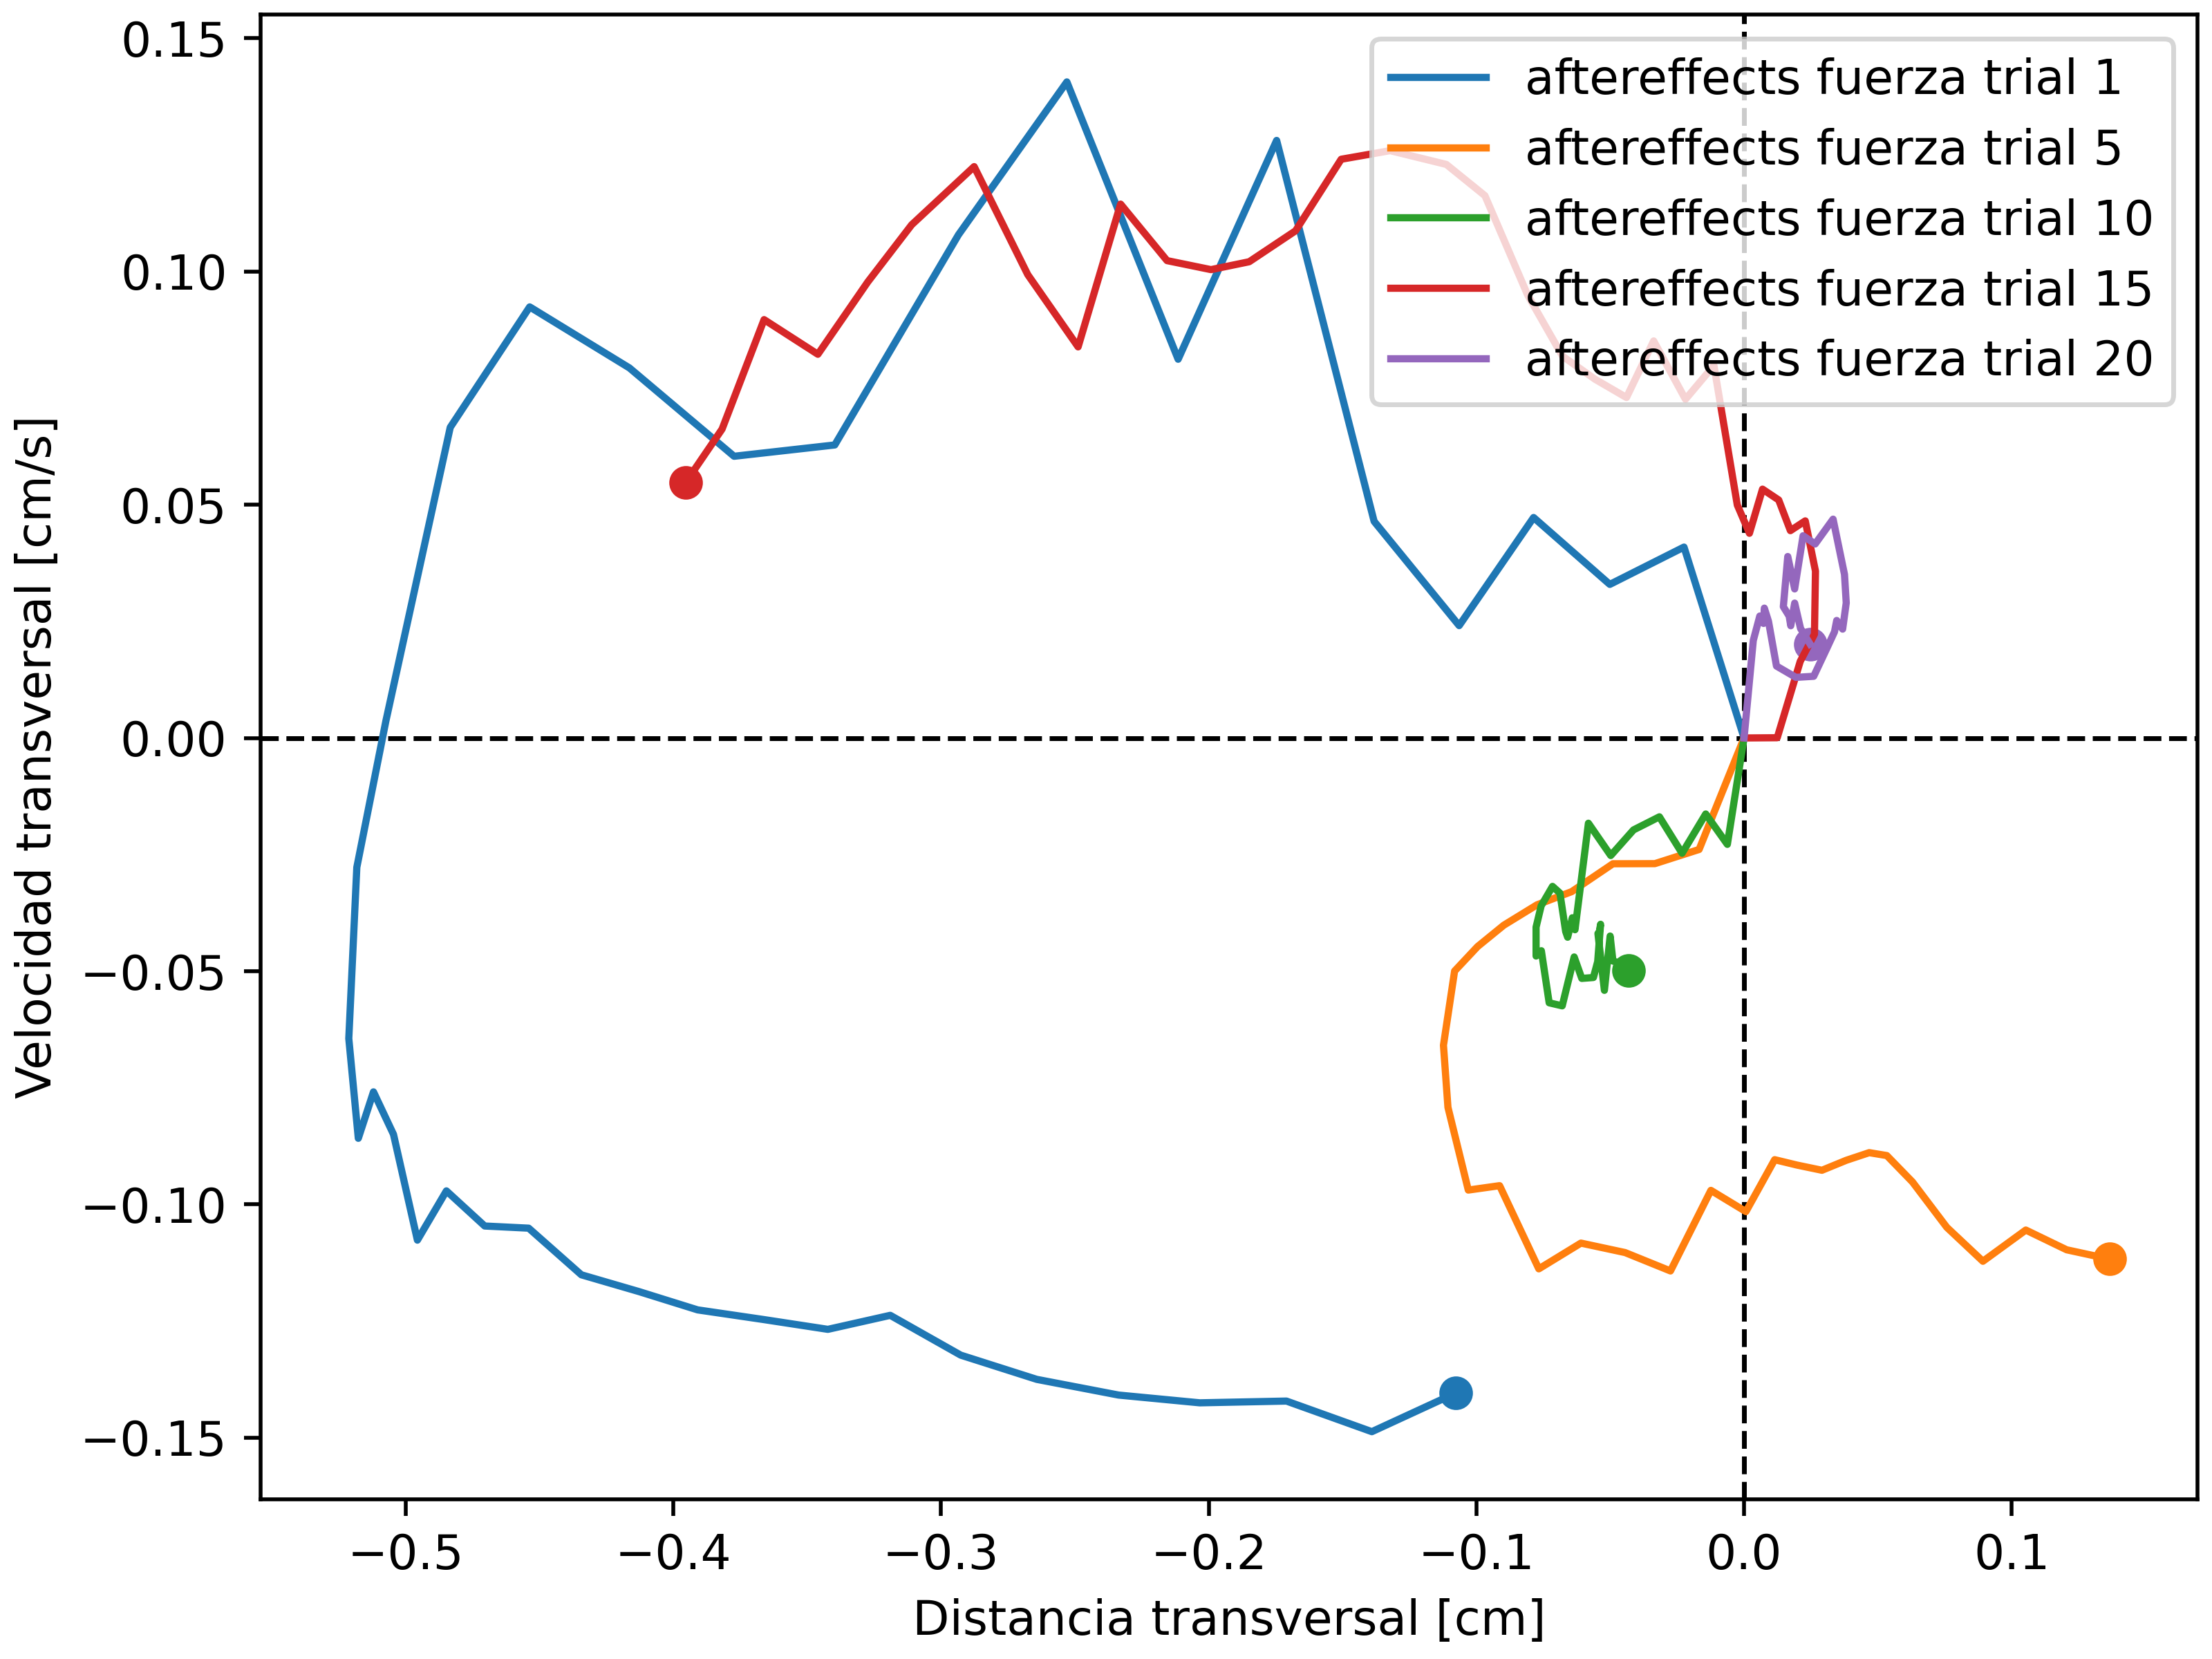 aftereffects fuerza trial 1
aftereffects fuerza trial 5
aftereffects fuerza trial 10
aftereffects fuerza trial 15
aftereffects fuerza trial 20
Velocidad transversal [cm/s]
0.15
0.10
0.05
0.00
−0.05
−0.10
−0.15
−0.5 −0.4 −0.3 −0.2 −0.1 0.0 0.1
Distancia transversal [cm]